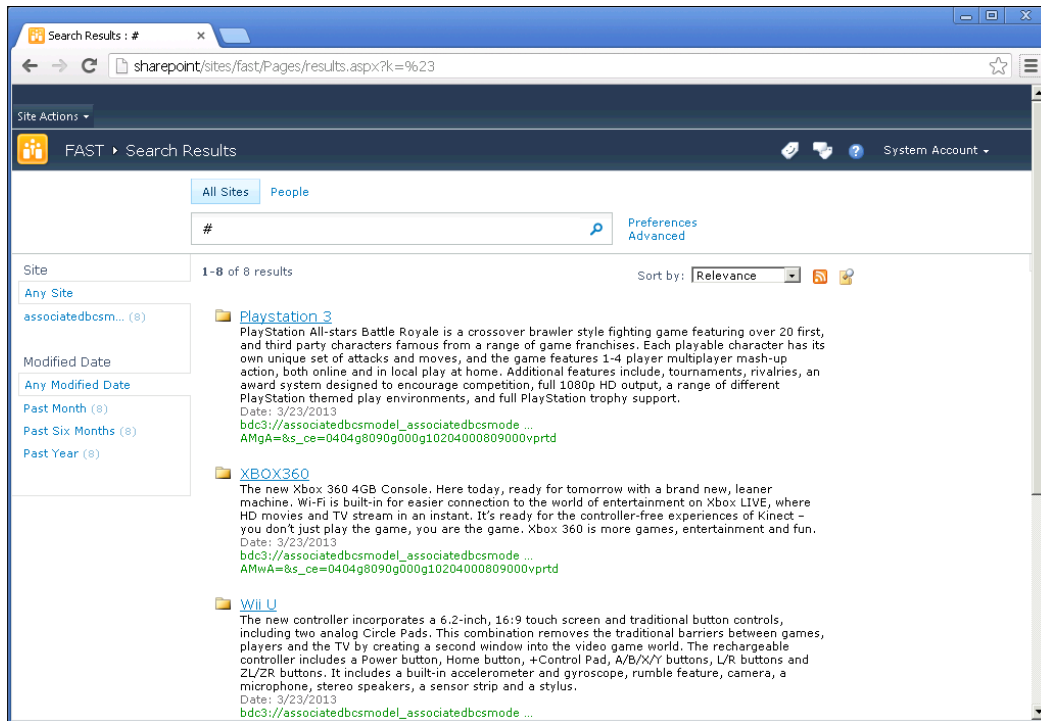 Search Results : #
sharepoint/sites/fast/Pages/results.aspx?k=%23
Site Actions
FAST ▸ Search Results
System Account
All Sites People
#
Preferences
Advanced
Site
Any Site
associatedbcsm... (8)
Modified Date
Any Modified Date
Past Month (8)
Past Six Months (8)
Past Year (8)
1-8 of 8 results
Sort by: Relevance
Playstation 3
PlayStation All-stars Battle Royale is a crossover brawler style fighting game featuring over 20 first,
and third party characters famous from a range of game franchises. Each playable character has its
own unique set of attacks and moves, and the game features 1-4 player multiplayer mash-up
action, both online and in local play at home. Additional features include, tournaments, rivalries, an
award system designed to encourage competition, full 1080p HD output, a range of different
PlayStation themed play environments, and full PlayStation trophy support.
Date: 3/23/2013
bdc3://associatedbcsmodel_associatedbcsmode ...
AMgA=&s_ce=0404g8090g000g10204000809000vprtd
XBOX360
The new Xbox 360 4GB Console. Here today, ready for tomorrow with a brand new, leaner
machine. Wi-Fi is built-in for easier connection to the world of entertainment on Xbox LIVE, where
HD movies and TV stream in an instant. It's ready for the controller-free experiences of Kinect –
you don't just play the game, you are the game. Xbox 360 is more games, entertainment and fun.
Date: 3/23/2013
bdc3://associatedbcsmodel_associatedbcsmode ...
AMwA=&s_ce=0404g8090g000g10204000809000vprtd
Wii U
The new controller incorporates a 6.2-inch, 16:9 touch screen and traditional button controls,
including two analog Circle Pads. This combination removes the traditional barriers between games,
players and the TV by creating a second window into the video game world. The rechargeable
controller includes a Power button, Home button, +Control Pad, A/B/X/Y buttons, L/R buttons and
ZL/ZR buttons. It includes a built-in accelerometer and gyroscope, rumble feature, camera, a
microphone, stereo speakers, a sensor strip and a stylus.
Date: 3/23/2013
bdc3://associatedbcsmodel_associatedbcsmode ...